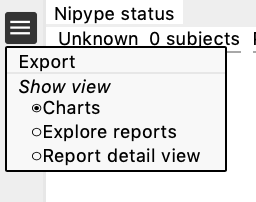 Nipype status
Unknown 0 subjects
Export
Show view
Charts
Explore reports
Report detail view